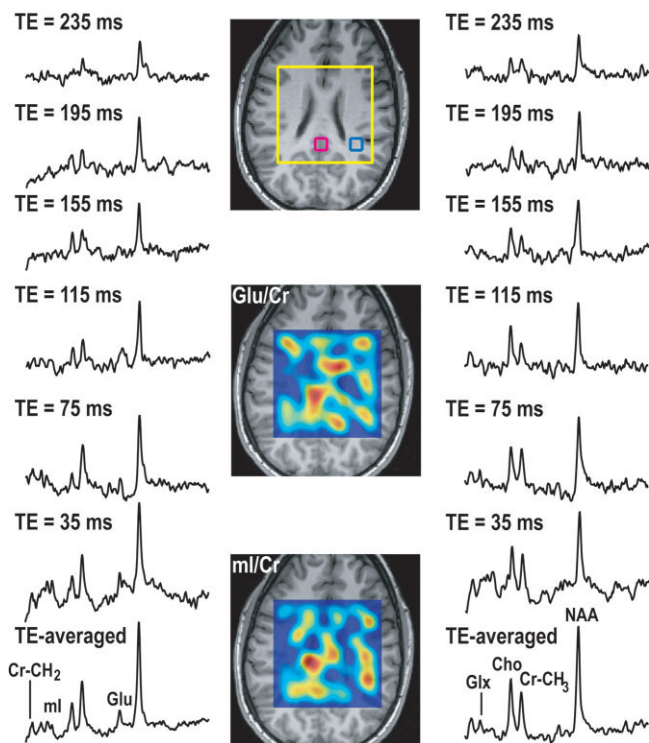 TE = 235 ms
TE = 195 ms
TE = 155 ms
TE = 115 ms
TE = 75 ms
TE = 35 ms
TE-averaged
Cr-CH2
mI
Glu
Glu/Cr
mI/Cr
TE = 235 ms
TE = 195 ms
TE = 155 ms
TE = 115 ms
TE = 75 ms
TE = 35 ms
NAA
TE-averaged
Cho
Glx
Cr-CH3